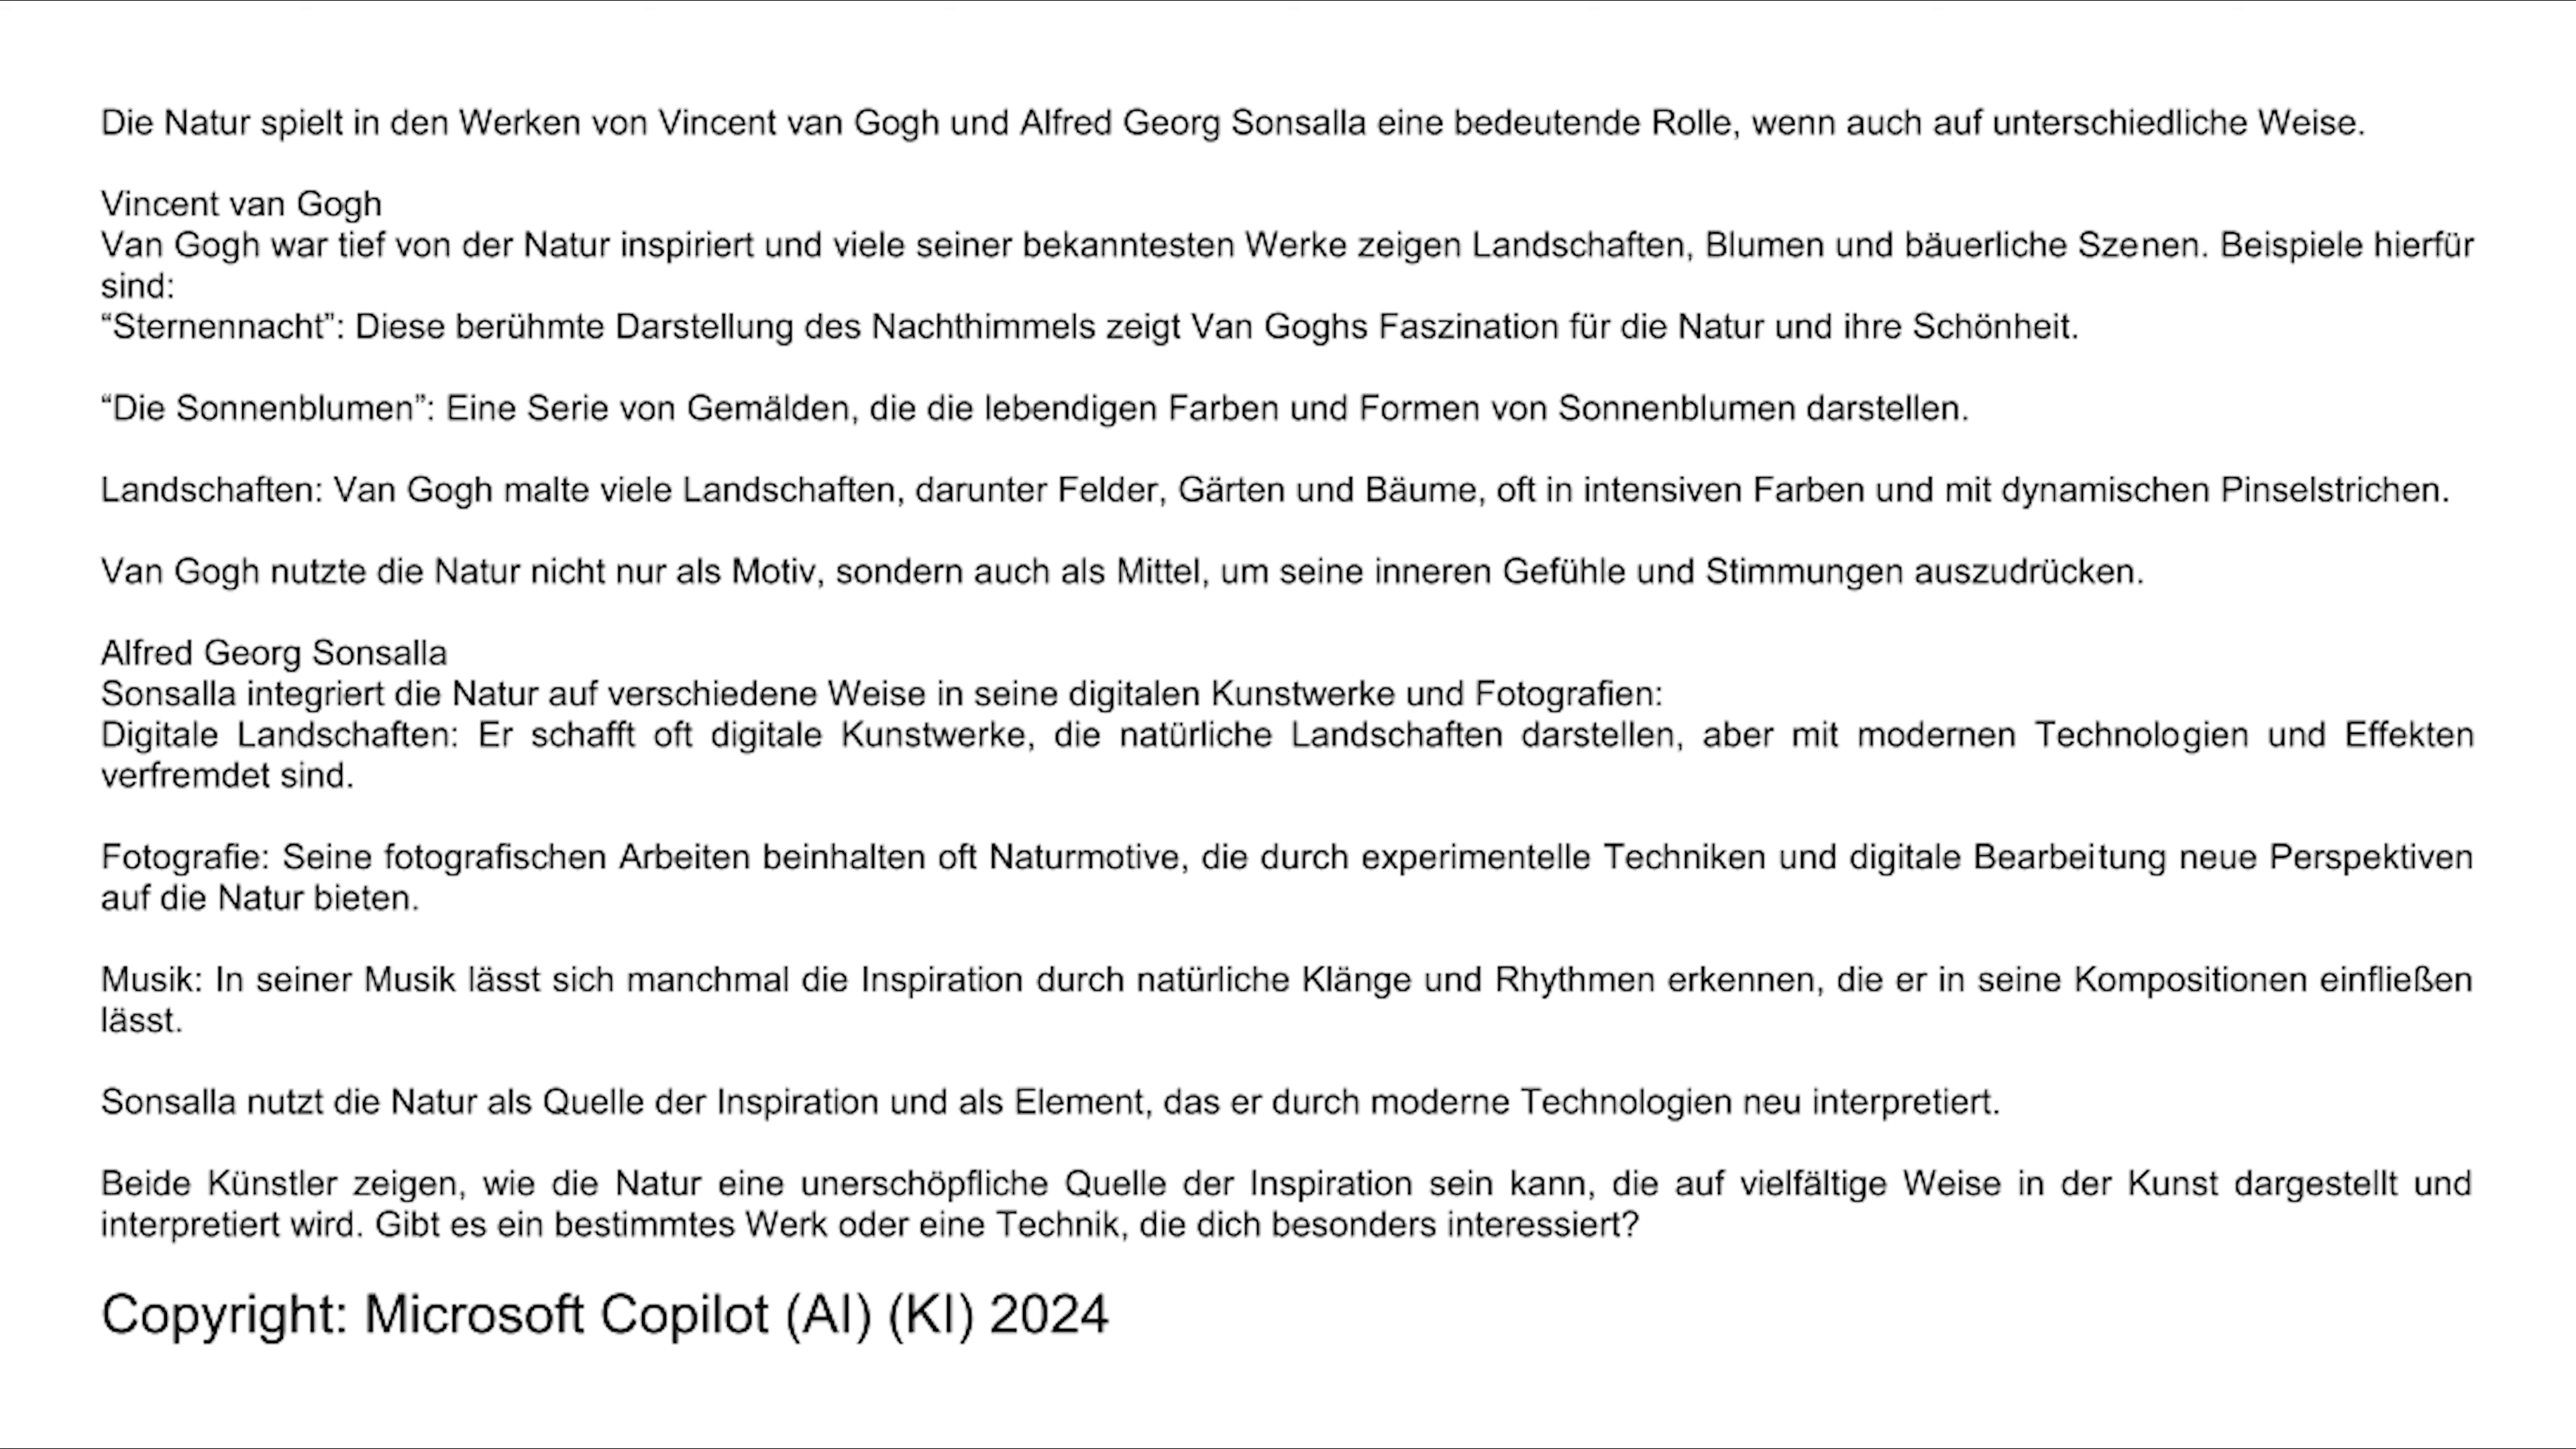 Die Natur spielt in den Werken von Vincent van Gogh und Alfred Georg Sonsalla eine bedeutende Rolle, wenn auch auf unterschiedliche Weise.
Vincent van Gogh
Van Gogh war tief von der Natur inspiriert und viele seiner bekanntesten Werke zeigen Landschaften, Blumen und bäuerliche Szenen. Beispiele hierfür
sind:
“Sternennacht”: Diese berühmte Darstellung des Nachthimmels zeigt Van Goghs Faszination für die Natur und ihre Schönheit.
“Die Sonnenblumen”: Eine Serie von Gemälden, die die lebendigen Farben und Formen von Sonnenblumen darstellen.
Landschaften: Van Gogh malte viele Landschaften, darunter Felder, Gärten und Bäume, oft in intensiven Farben und mit dynamischen Pinselstrichen.
Van Gogh nutzte die Natur nicht nur als Motiv, sondern auch als Mittel, um seine inneren Gefühle und Stimmungen auszudrücken.
Alfred Georg Sonsalla
Sonsalla integriert die Natur auf verschiedene Weise in seine digitalen Kunstwerke und Fotografien:
Digitale Landschaften: Er schafft oft digitale Kunstwerke, die natürliche Landschaften darstellen, aber mit modernen Technologien und Effekten
verfremdet sind.
Fotografie: Seine fotografischen Arbeiten beinhalten oft Naturmotive, die durch experimentelle Techniken und digitale Bearbeitung neue Perspektiven
auf die Natur bieten.
Musik: In seiner Musik lässt sich manchmal die Inspiration durch natürliche Klänge und Rhythmen erkennen, die er in seine Kompositionen einfließen
lässt.
Sonsalla nutzt die Natur als Quelle der Inspiration und als Element, das er durch moderne Technologien neu interpretiert.
Beide Künstler zeigen, wie die Natur eine unerschöpfliche Quelle der Inspiration sein kann, die auf vielfältige Weise in der Kunst dargestellt und
interpretiert wird. Gibt es ein bestimmtes Werk oder eine Technik, die dich besonders interessiert?
Copyright: Microsoft Copilot (AI) (KI) 2024